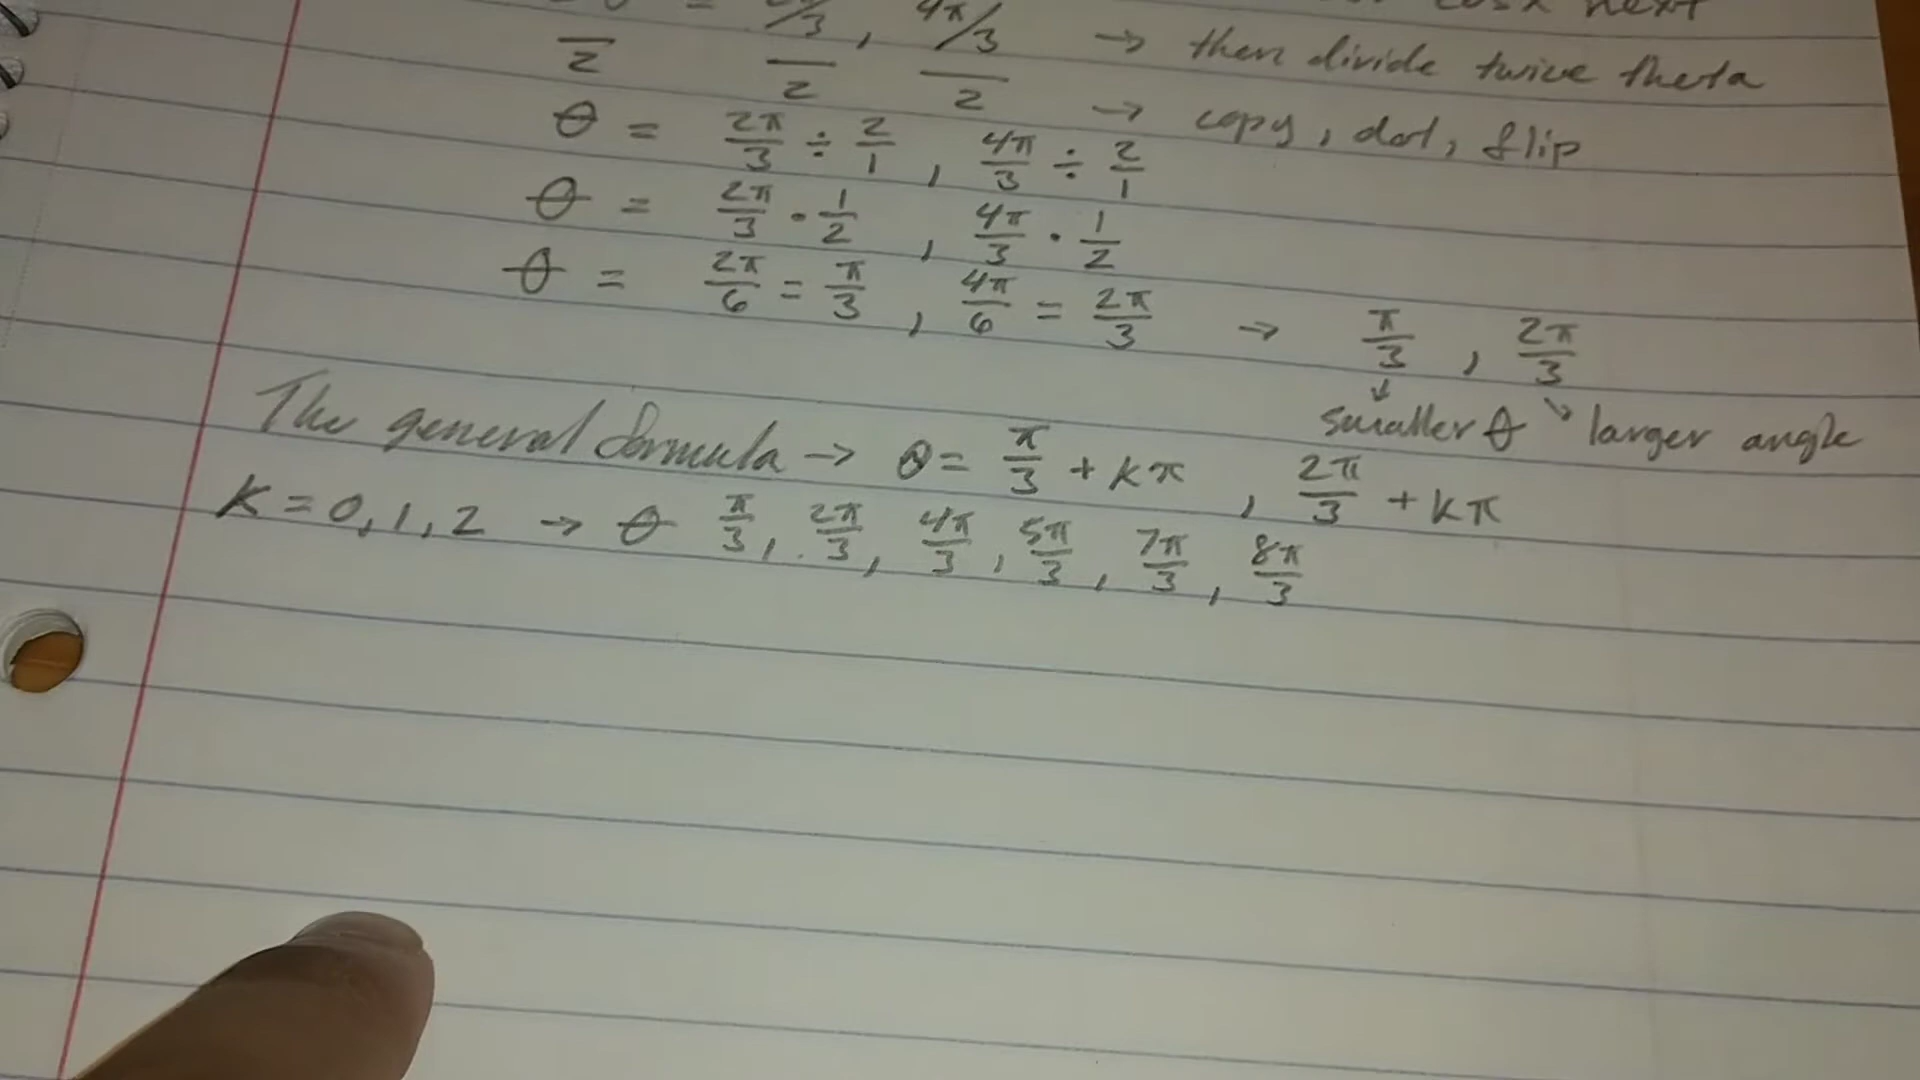 = 2π/3, 4π/3 → then divide twice theta
2 2 2 → copy, dot, flip
θ = 2π/3 ÷ 2/1, 4π/3 ÷ 2/1
θ = 2π/3 · 1/2, 4π/3 · 1/2
θ = 2π/6 = π/3, 4π/6 = 2π/3 → π/3, 2π/3
smaller θ larger angle
The general formula → θ = π/3 + kπ, 2π/3 + kπ
K = 0, 1, 2 → θ π/3, 2π/3, 4π/3, 5π/3, 7π/3, 8π/3